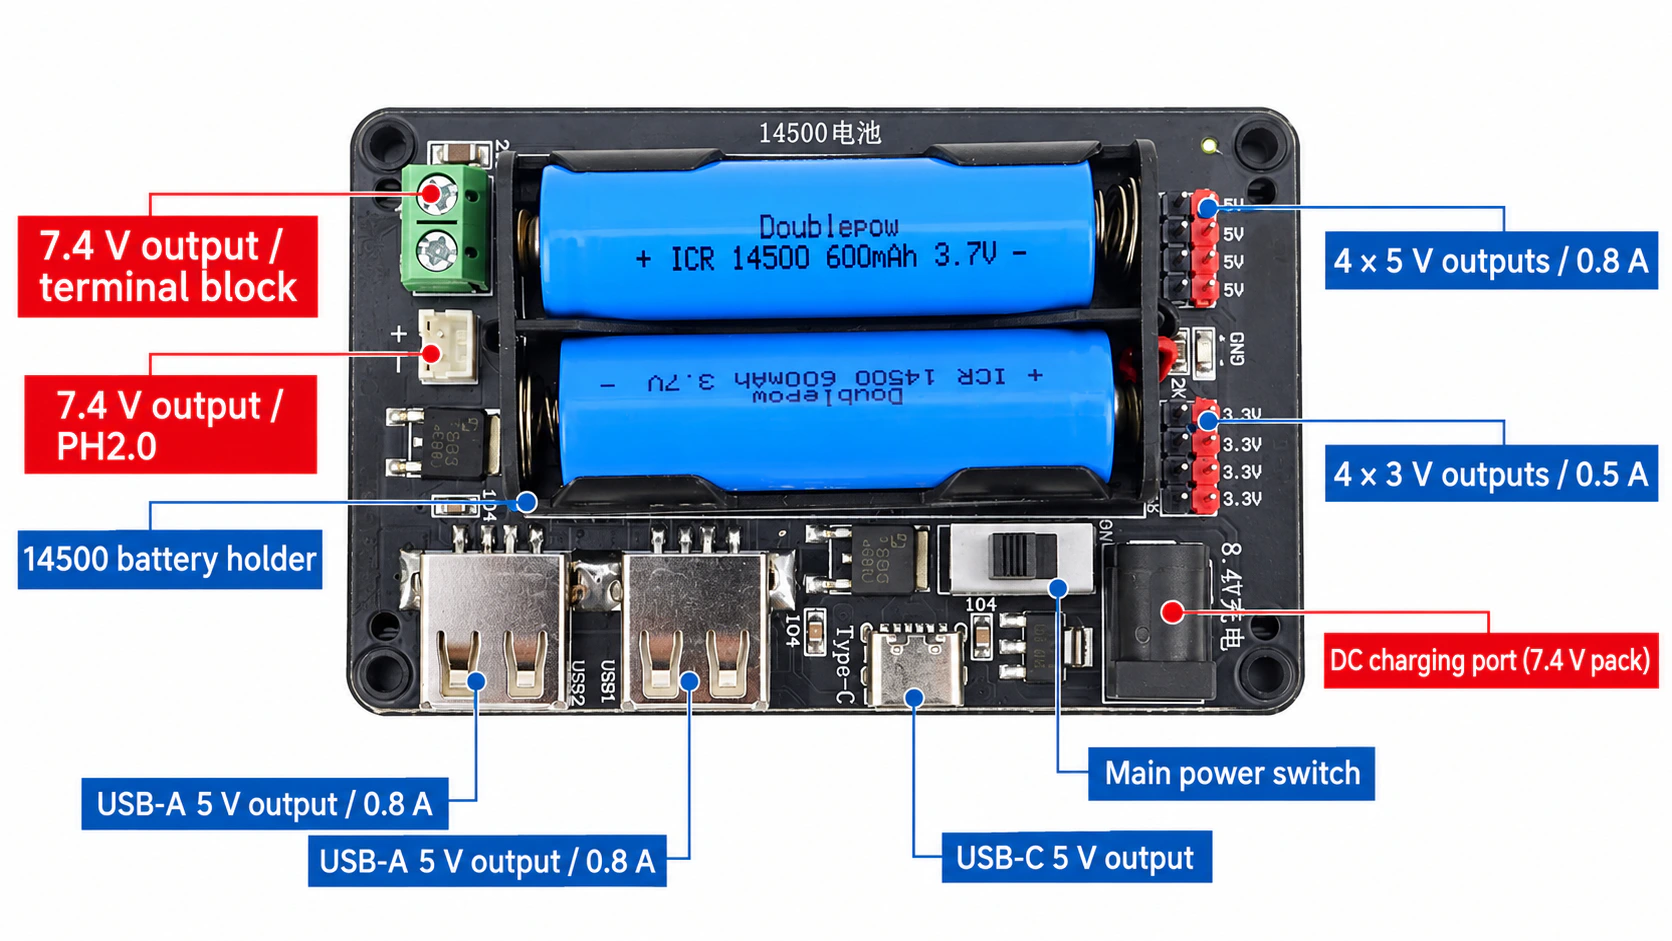 14500电池
7.4 V output /
terminal block
Doublepow
+ ICR 14500 600mAh 3.7V -
5V
5V
5V
5V
4 × 5 V outputs / 0.8 A
+
-
7.4 V output /
PH2.0
GND
2K
+ ICR 14500 600mAh 3.7V -
Doublepow
3.3V
3.3V
3.3V
3.3V
4 × 3 V outputs / 0.5 A
104
14500 battery holder
8.4V充电
104
104
Type-C
USB2
USB1
DC charging port (7.4 V pack)
Main power switch
USB-A 5 V output / 0.8 A
USB-A 5 V output / 0.8 A
USB-C 5 V output